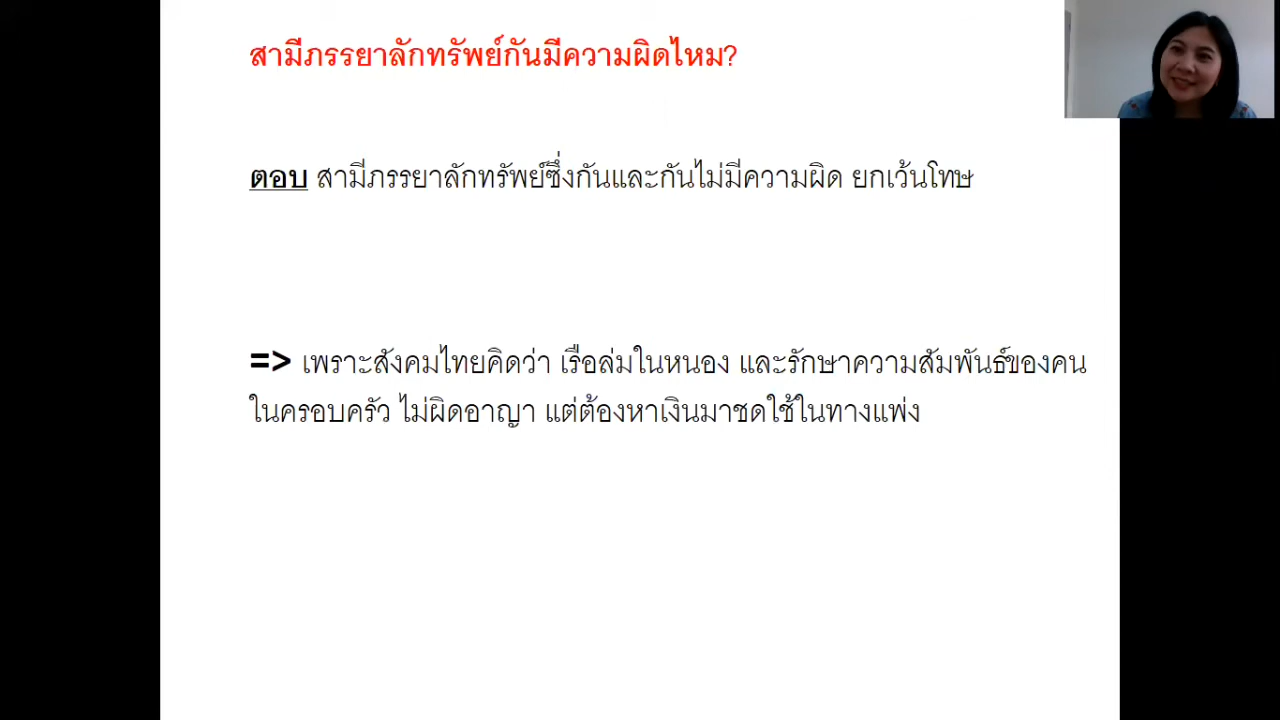 สามีภรรยาลักทรัพย์กันมีความผิดไหม?
ตอบ สามีภรรยาลักทรัพย์ซึ่งกันและกันไม่มีความผิด ยกเว้นโทษ
=> เพราะสังคมไทยคิดว่า เรือล่มในหนอง และรักษาความสัมพันธ์ของคน
ในครอบครัว ไม่ผิดอาญา แต่ต้องหาเงินมาชดใช้ในทางแพ่ง